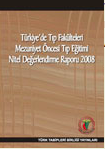 Türkiye'de Tıp Fakülteleri
Mezuniyet Öncesi Tıp Eğitimi
Nitel Değerlendirme Raporu 2008
TÜRK TABİPLERİ BİRLİĞİ YAYINLARI